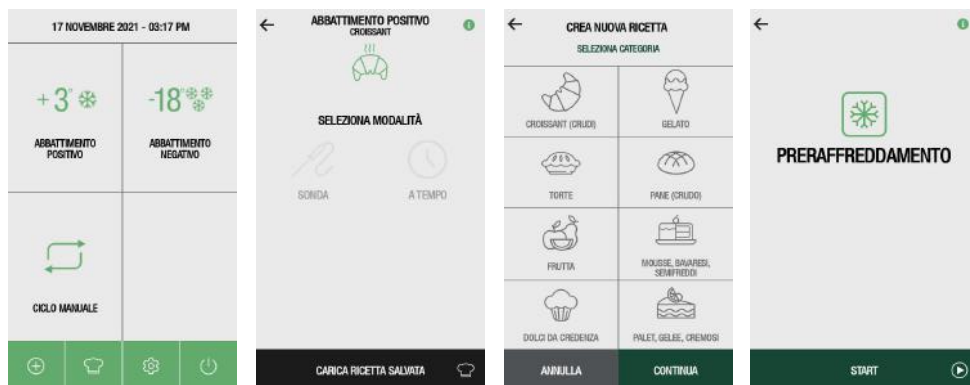 17 NOVEMBRE 2021 - 03:17 PM
+3°
ABBATTIMENTO
POSITIVO
-18°
ABBATTIMENTO
NEGATIVO
CICLO MANUALE
ABBATTIMENTO POSITIVO
CROISSANT
SELEZIONA MODALITÀ
SONDA
A TEMPO
CARICA RICETTA SALVATA
CREA NUOVA RICETTA
SELEZIONA CATEGORIA
CROISSANT (CRUDI)
GELATO
TORTE
PANE (CRUDO)
FRUTTA
MOUSSE, BAVARESI,
SEMIFREDDI
DOLCI DA CREDENZA
PALET, GELEE, CREMOSI
ANNULLA
CONTINUA
PRERAFFREDDAMENTO
START